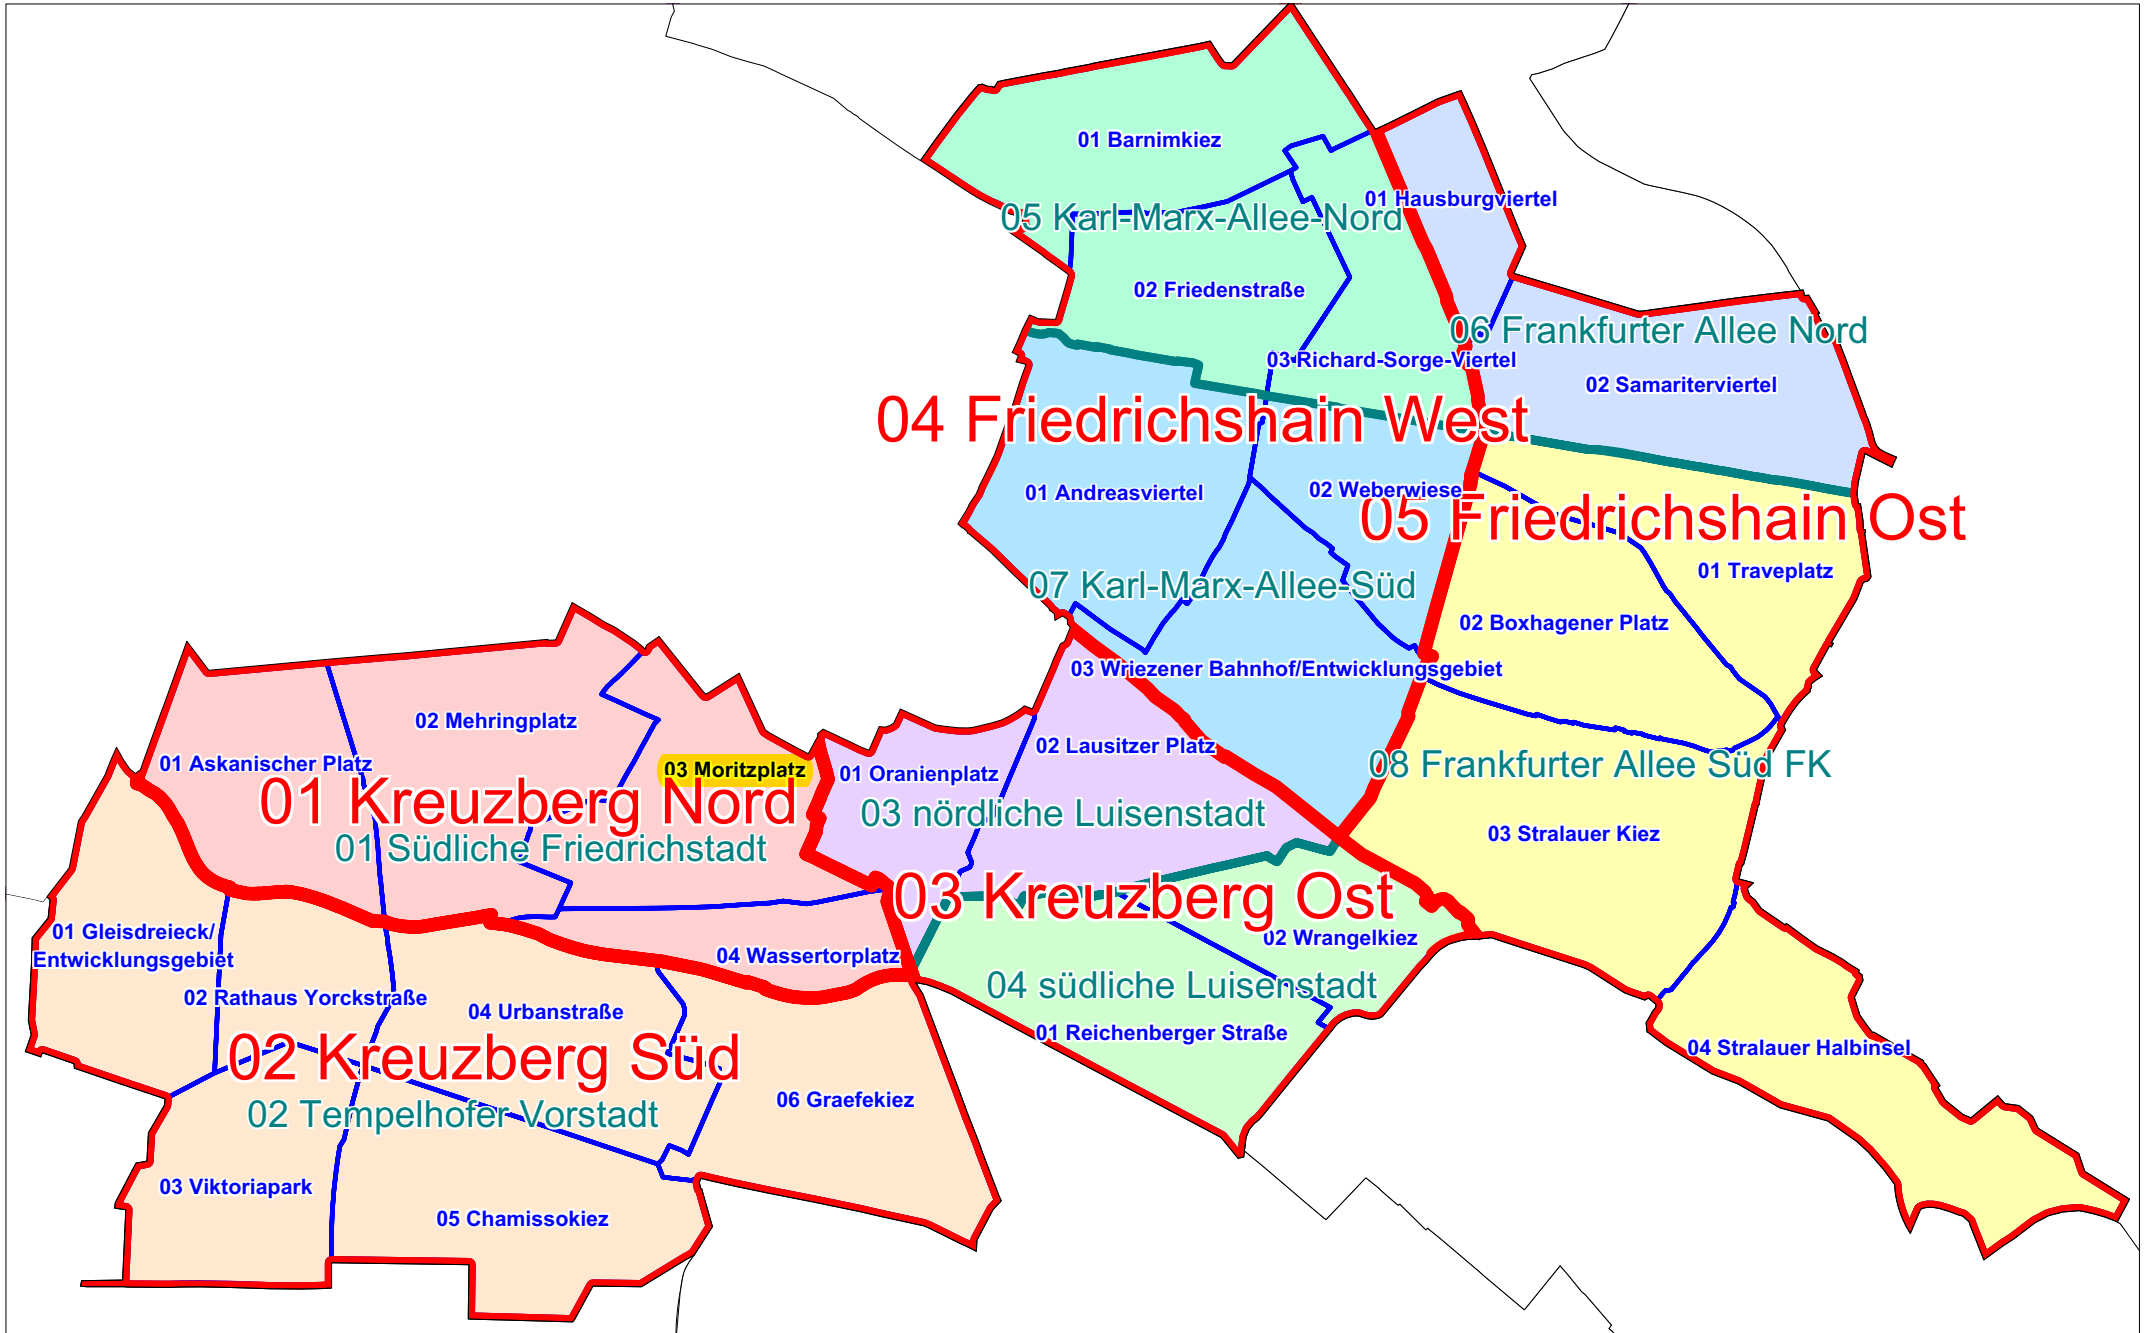 01 Barnimkiez
01 Hausburgviertel
05 Karl-Marx-Allee-Nord
02 Friedenstraße
06 Frankfurter Allee Nord
03 Richard-Sorge-Viertel
02 Samariterviertel
04 Friedrichshain West
01 Andreasviertel
02 Weberwiese
05 Friedrichshain Ost
01 Traveplatz
07 Karl-Marx-Allee-Süd
02 Boxhagener Platz
03 Wriezener Bahnhof/Entwicklungsgebiet
02 Mehringplatz
02 Lausitzer Platz
01 Askanischer Platz
03 Moritzplatz
01 Oranienplatz
08 Frankfurter Allee Süd FK
01 Kreuzberg Nord
03 nördliche Luisenstadt
03 Stralauer Kiez
01 Südliche Friedrichstadt
03 Kreuzberg Ost
01 Gleisdreieck/
Entwicklungsgebiet
02 Wrangelkiez
04 Wassertorplatz
04 südliche Luisenstadt
02 Rathaus Yorckstraße
04 Urbanstraße
01 Reichenberger Straße
04 Stralauer Halbinsel
02 Kreuzberg Süd
06 Graefekiez
02 Tempelhofer Vorstadt
03 Viktoriapark
05 Chamissokiez